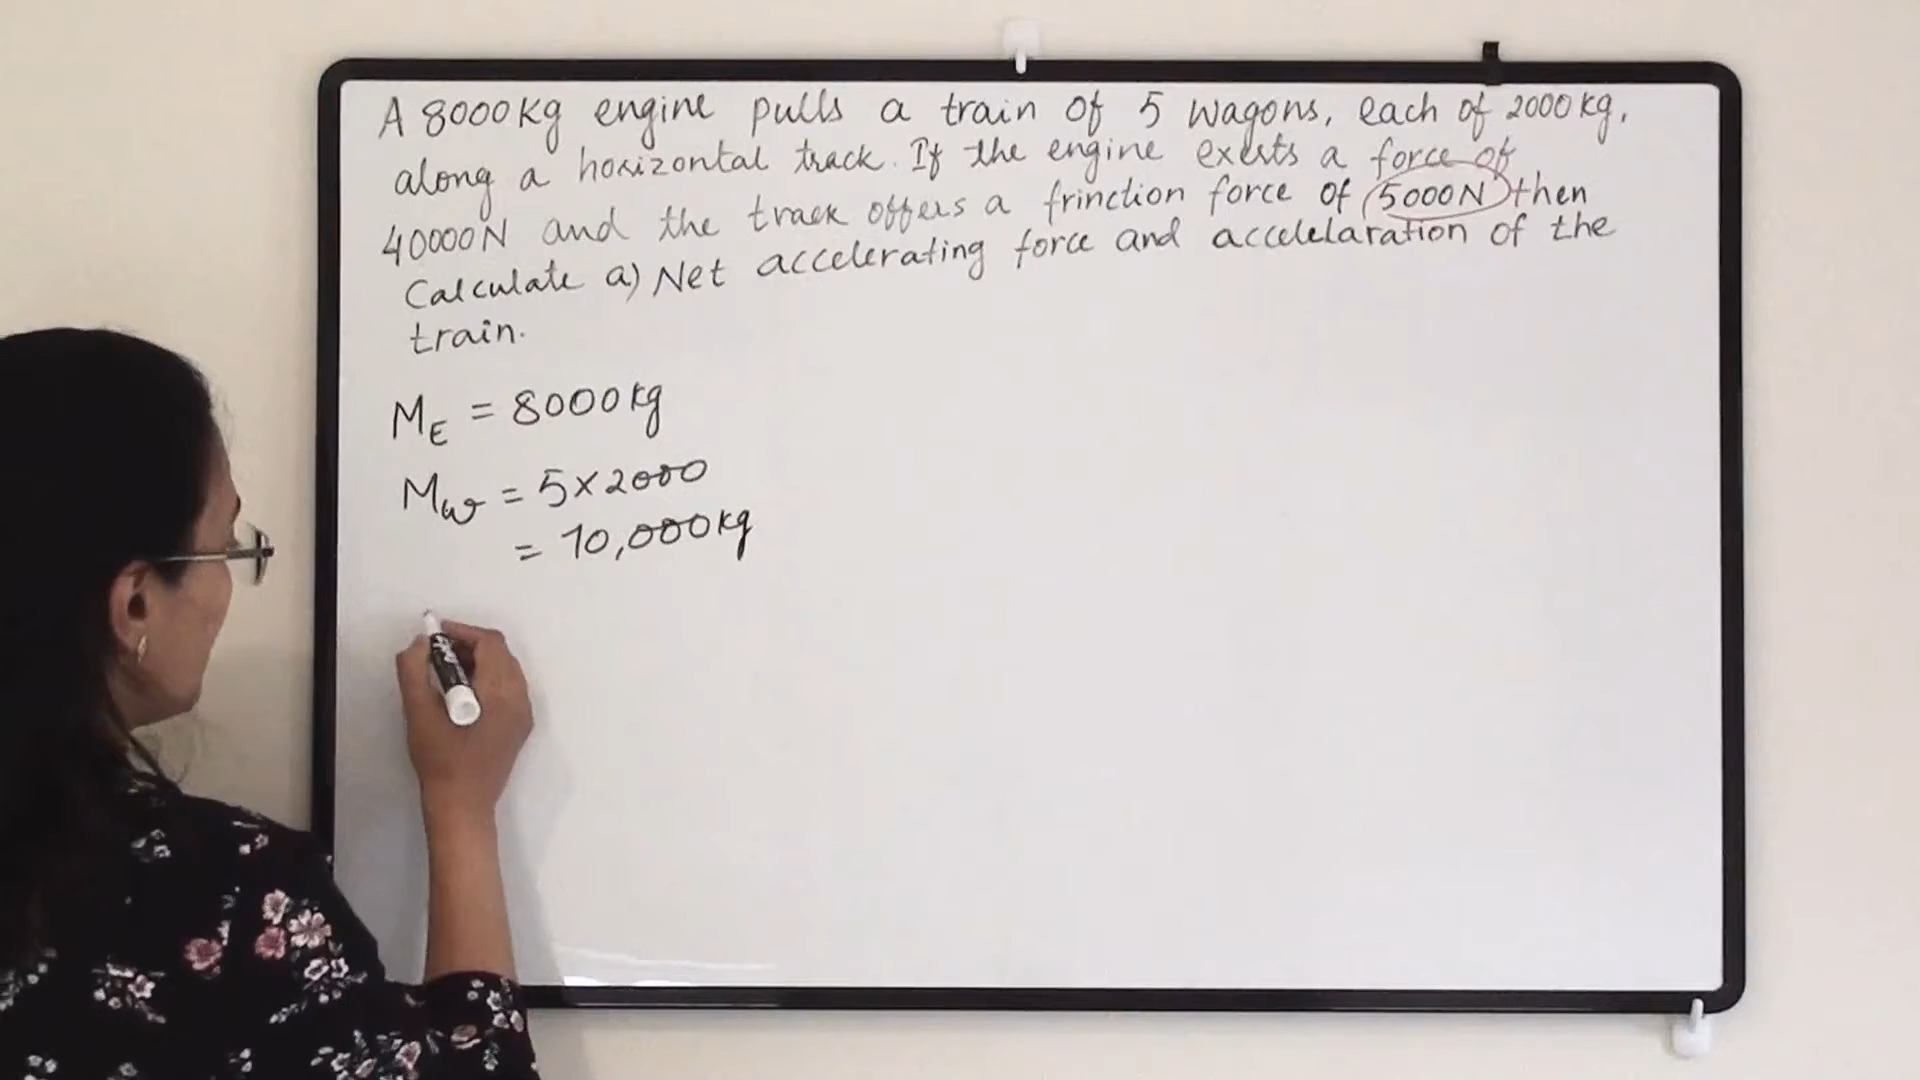 A 8000kg engine pulls a train of 5 wagons, each of 2000kg,
along a horizontal track. If the engine exerts a force of
40000N and the track offers a frinction force of 5000N then
Calculate a) Net accelerating force and accelelaration of the
train.
M_E = 8000kg
M_w = 5×2000
= 10,000kg